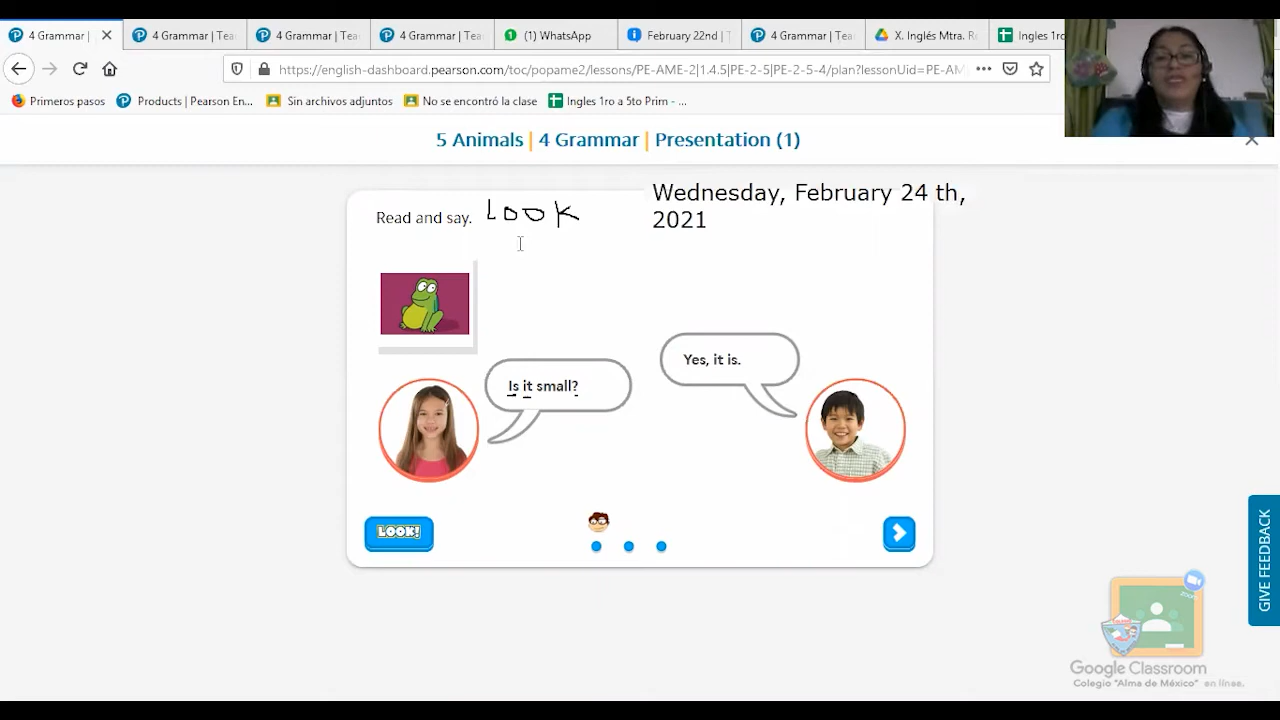 4 Grammar |
4 Grammar | Tea
4 Grammar | Tea
4 Grammar | Tea
(1) WhatsApp
February 22nd | T
4 Grammar | Tea
X. Inglés Mtra. R
Ingles 1ro
https://english-dashboard.pearson.com/toc/popame2/lessons/PE-AME-2|1.4.5|PE-2-5|PE-2-5-4/plan?lessonUid=PE-AM
Primeros pasos
Products | Pearson En...
Sin archivos adjuntos
No se encontró la clase
Ingles 1ro a 5to Prim - ...
5 Animals | 4 Grammar | Presentation (1)
Wednesday, February 24 th,
2021
Read and say. LOOK
Yes, it is.
Is it small?
LOOK!
GIVE FEEDBACK
zoom
Google Classroom
Colegio "Alma de México" en línea.